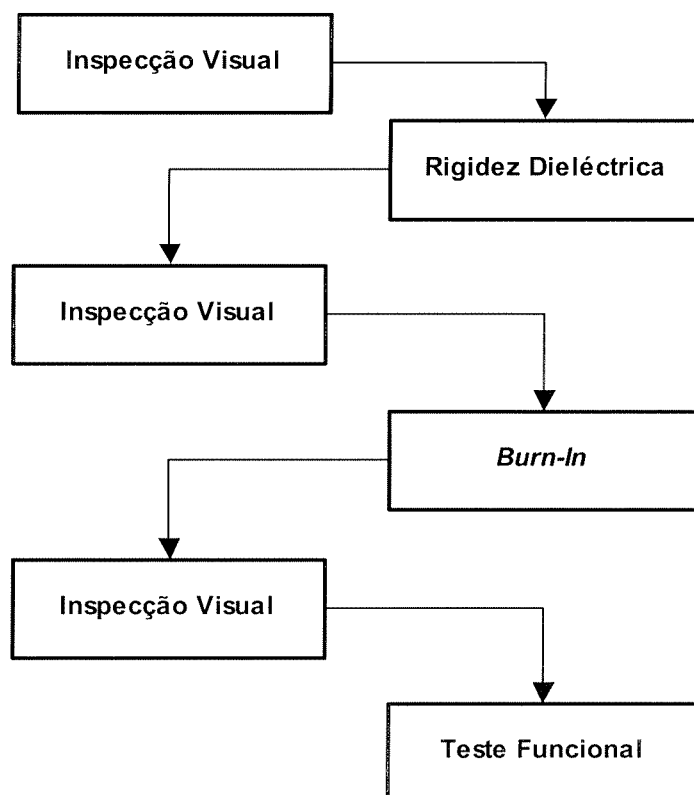 Inspecção Visual
Rigidez Dieléctrica
Inspecção Visual
Burn-In
Inspecção Visual
Teste Funcional